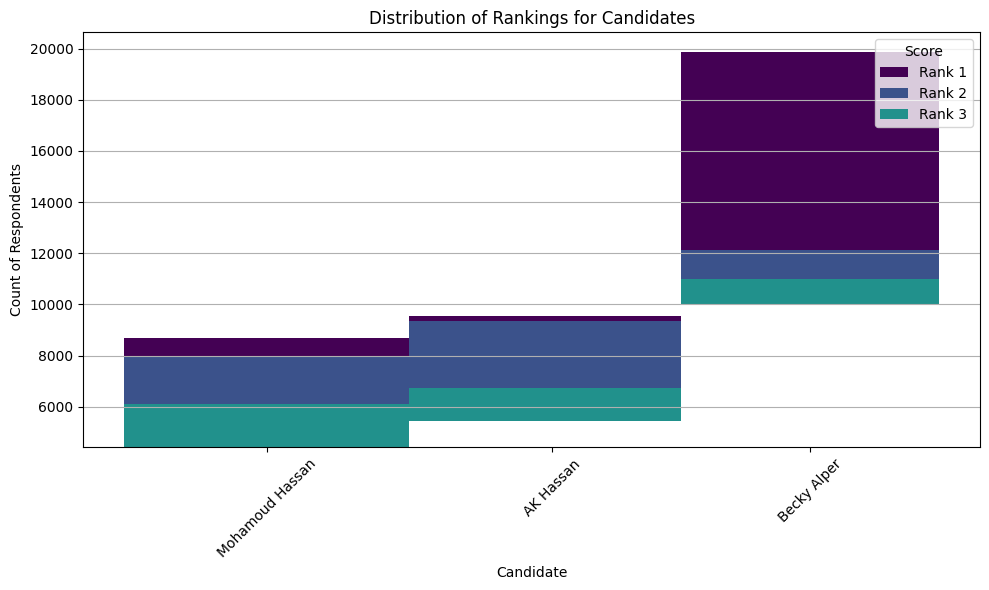 Distribution of Rankings for Candidates
Score
Rank 1
Rank 2
Rank 3
Count of Respondents
20000
18000
16000
14000
12000
10000
8000
6000
Mohamoud Hassan
AK Hassan
Becky Alper
Candidate